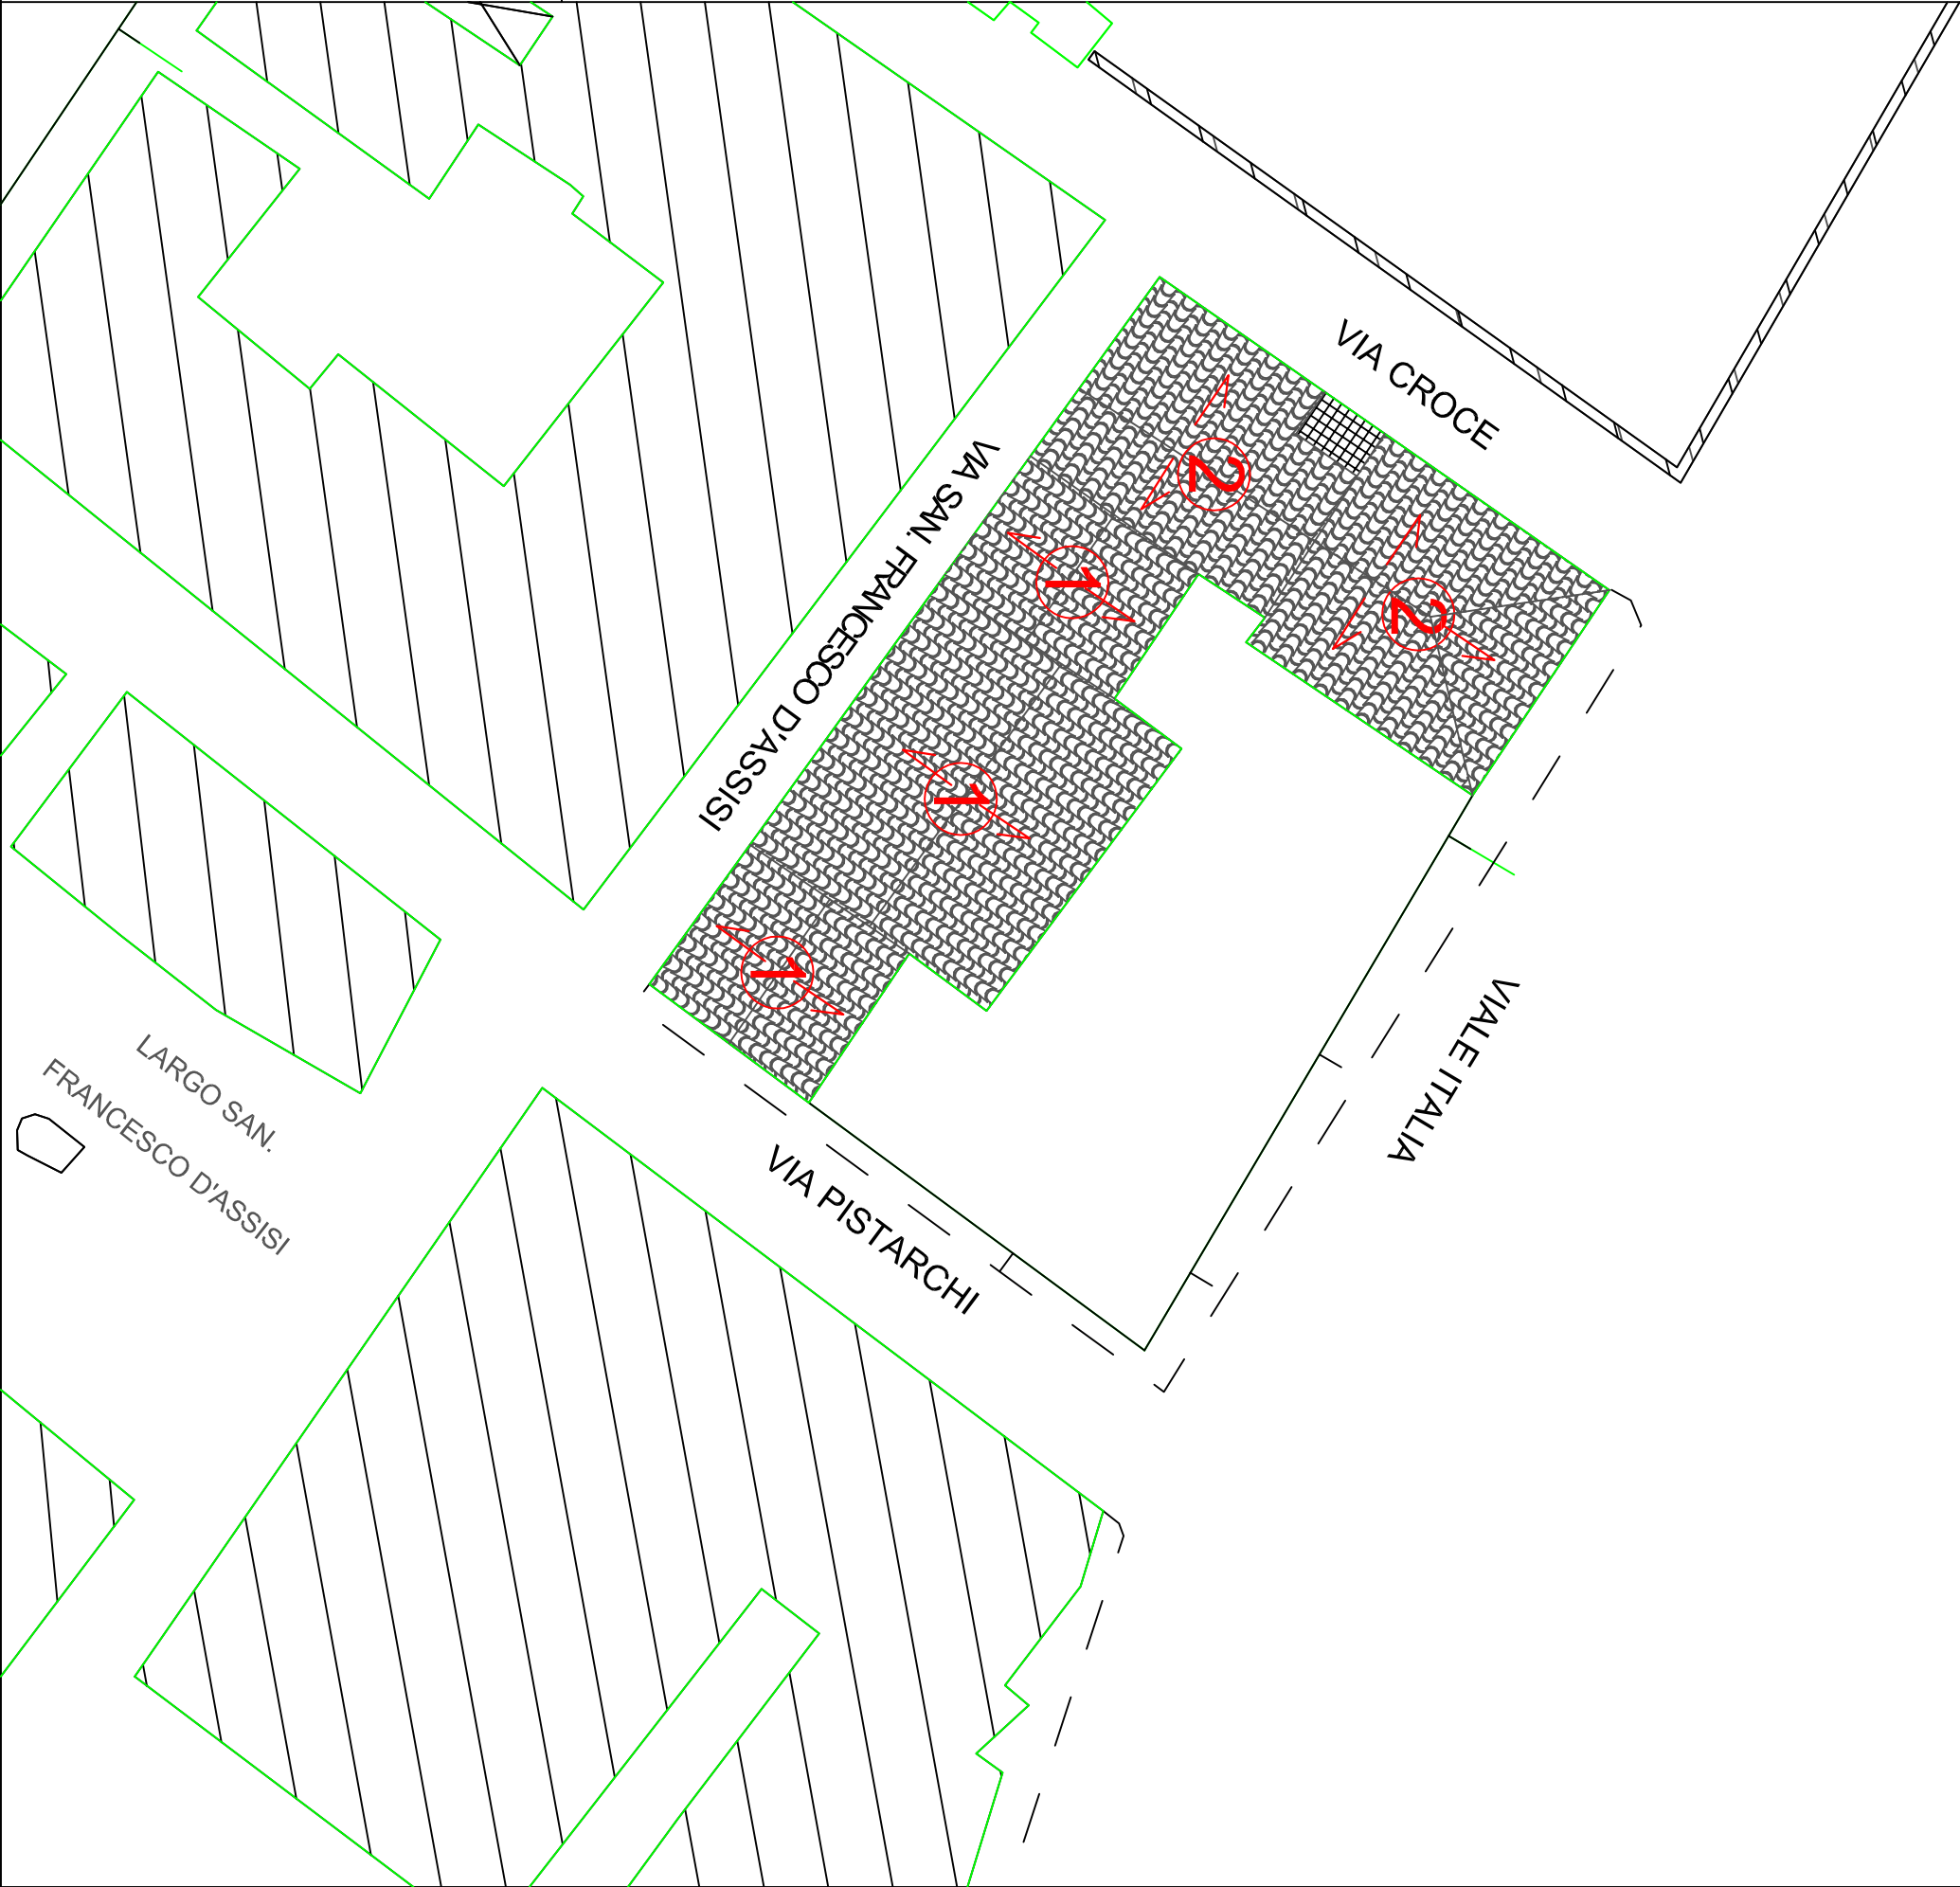 VIA CROCE
2
VIA SAN. FRANCESCO D'ASSISI
1
2
1
1
VIALE ITALIA
LARGO SAN.
FRANCESCO D'ASSISI
VIA PISTARCHI